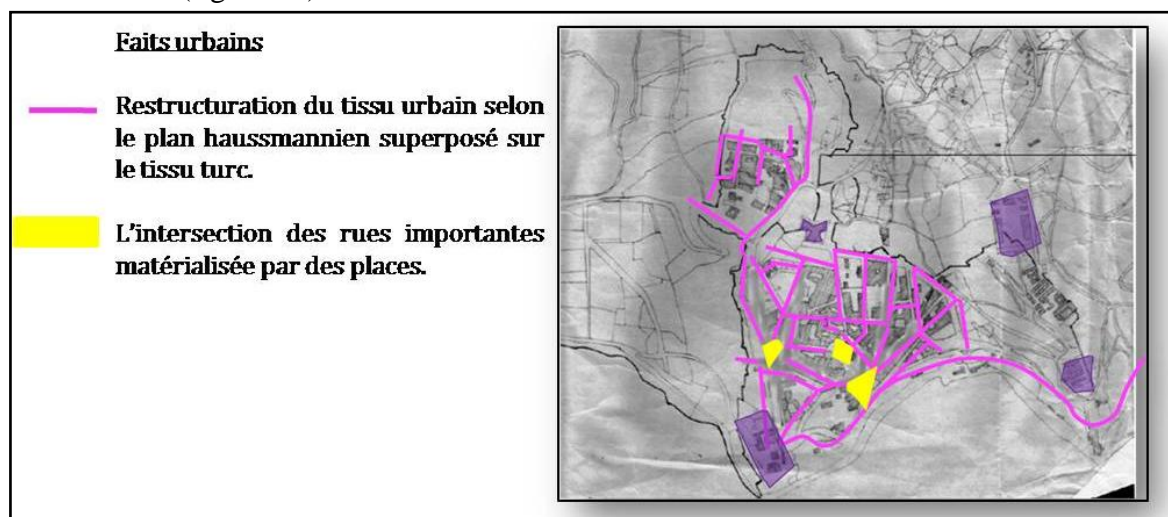 Faits urbains
Restructuration du tissu urbain selon
le plan haussmannien superposé sur
le tissu turc.
L'intersection des rues importantes
matérialisée par des places.